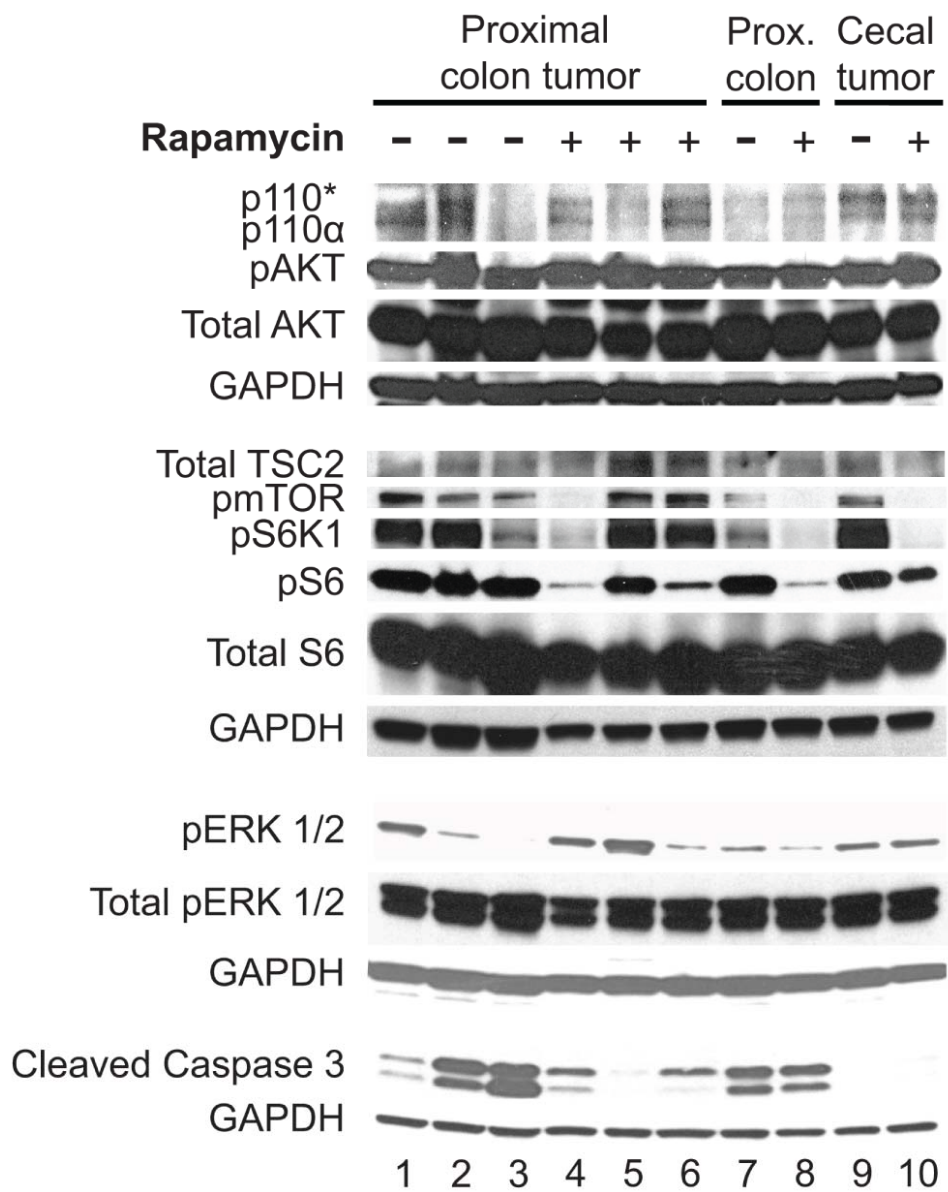 Proximal colon tumor
Prox. colon
Cecal tumor
Rapamycin - - - + + + - + - +
p110*
p110α
pAKT
Total AKT
GAPDH
Total TSC2
pmTOR
pS6K1
pS6
Total S6
GAPDH
pERK 1/2
Total pERK 1/2
GAPDH
Cleaved Caspase 3
GAPDH
1 2 3 4 5 6 7 8 9 10